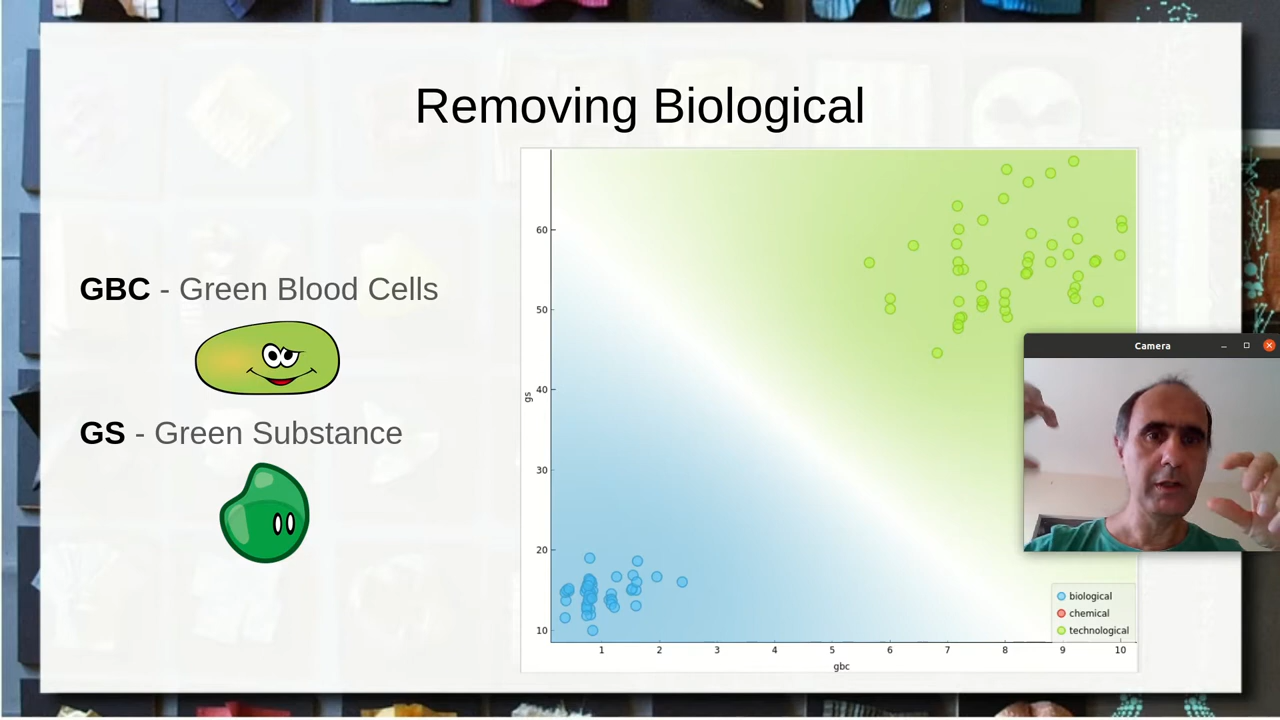 Removing Biological
GBC - Green Blood Cells
GS - Green Substance
60
50
40
30
20
10
gs
1 2 3 4 5 6 7 8 9 10
gbc
biological
chemical
technological
Camera